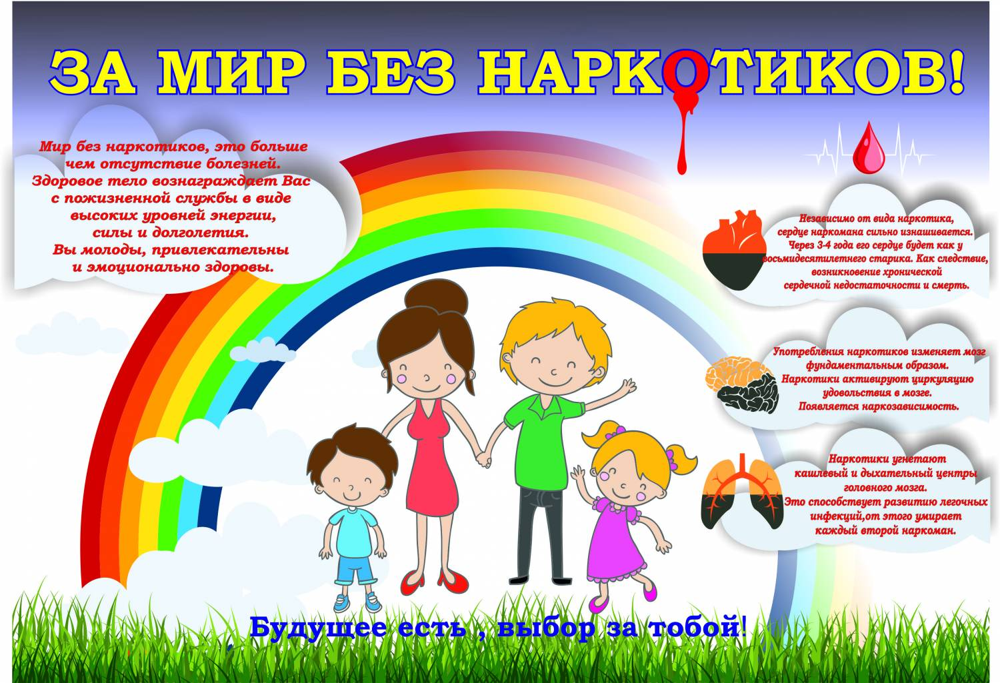 ЗА МИР БЕЗ НАРКОТИКОВ!
Мир без наркотиков, это больше
чем отсутствие болезней.
Здоровое тело вознаграждает Вас
с пожизненной службы в виде
высоких уровней энергии,
силы и долголетия.
Вы молоды, привлекательны
и эмоционально здоровы.
Независимо от вида наркотика,
сердце наркомана сильно изнашивается.
Через 3-4 года его сердце будет как у
восьмидесятилетнего старика. Как следствие,
возникновение хронической
сердечной недостаточности и смерть.
Употребления наркотиков изменяет мозг
фундаментальным образом.
Наркотики активируют циркуляцию
удовольствия в мозге.
Появляется наркозависимость.
Наркотики угнетают
кашлевый и дыхательный центры
головного мозга.
Это способствует развитию легочных
инфекций,от этого умирает
каждый второй наркоман.
Будущее есть , выбор за тобой!